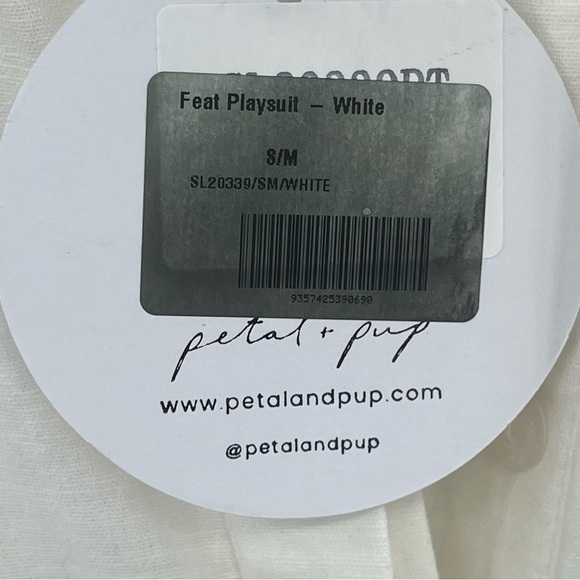 Feat Playsuit – White
S/M
SL20339/SM/WHITE
9357425390690
petal + pup
www.petalandpup.com
@petalandpup